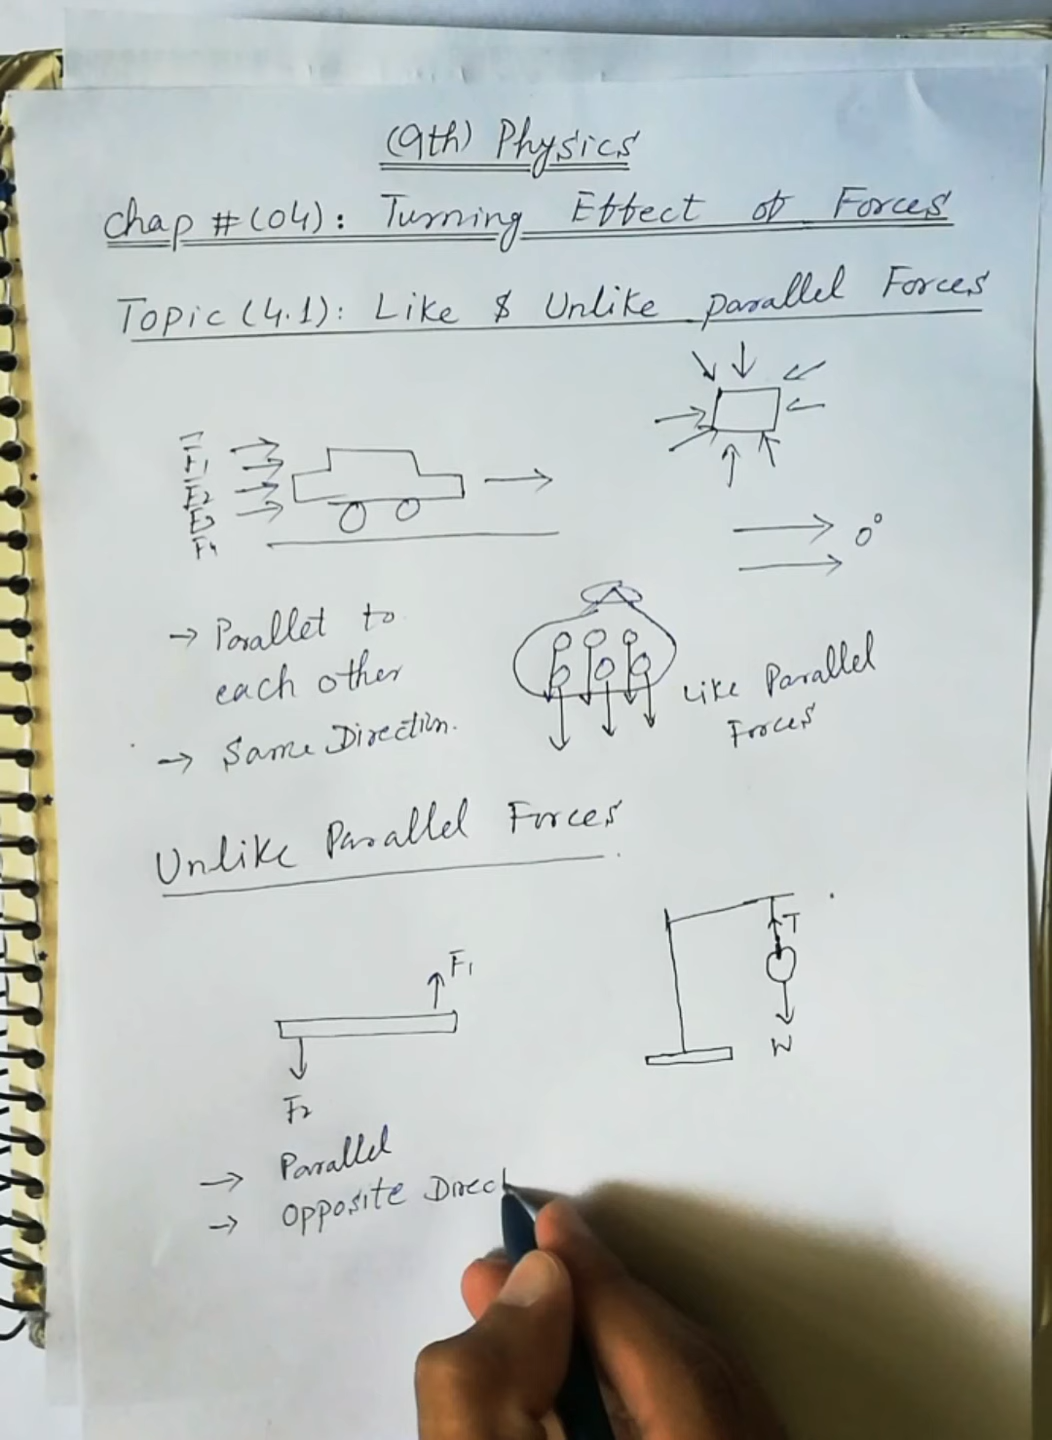 (9th) Physics
Chap # (04): Turning Effect of Forces
Topic (4.1): Like & Unlike parallel Forces
F1
F2
F3
F4
0°
→ Parallel to
each other
→ Same Direction.
Like Parallel
Forces
Unlike Parallel Forces
F1
F2
T
W
→ Parallel
→ Opposite Direct